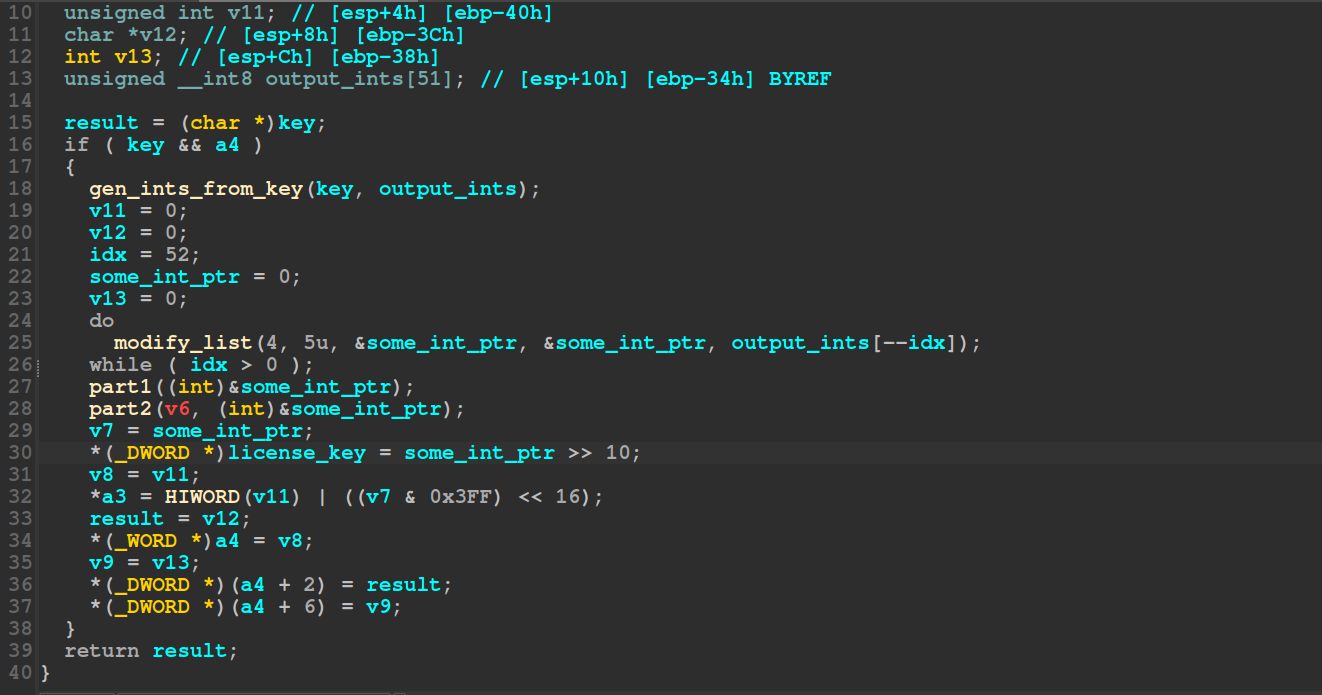 10 unsigned int v11; // [esp+4h] [ebp-40h]
11 char *v12; // [esp+8h] [ebp-3Ch]
12 int v13; // [esp+Ch] [ebp-38h]
13 unsigned __int8 output_ints[51]; // [esp+10h] [ebp-34h] BYREF
14
15 result = (char *)key;
16 if ( key && a4 )
17 {
18 gen_ints_from_key(key, output_ints);
19 v11 = 0;
20 v12 = 0;
21 idx = 52;
22 some_int_ptr = 0;
23 v13 = 0;
24 do
25 modify_list(4, 5u, &some_int_ptr, &some_int_ptr, output_ints[--idx]);
26 while ( idx > 0 );
27 part1((int)&some_int_ptr);
28 part2(v6, (int)&some_int_ptr);
29 v7 = some_int_ptr;
30 *(_DWORD *)license_key = some_int_ptr >> 10;
31 v8 = v11;
32 *a3 = HIWORD(v11) | ((v7 & 0x3FF) << 16);
33 result = v12;
34 *(_WORD *)a4 = v8;
35 v9 = v13;
36 *(_DWORD *)(a4 + 2) = result;
37 *(_DWORD *)(a4 + 6) = v9;
38 }
39 return result;
40 }